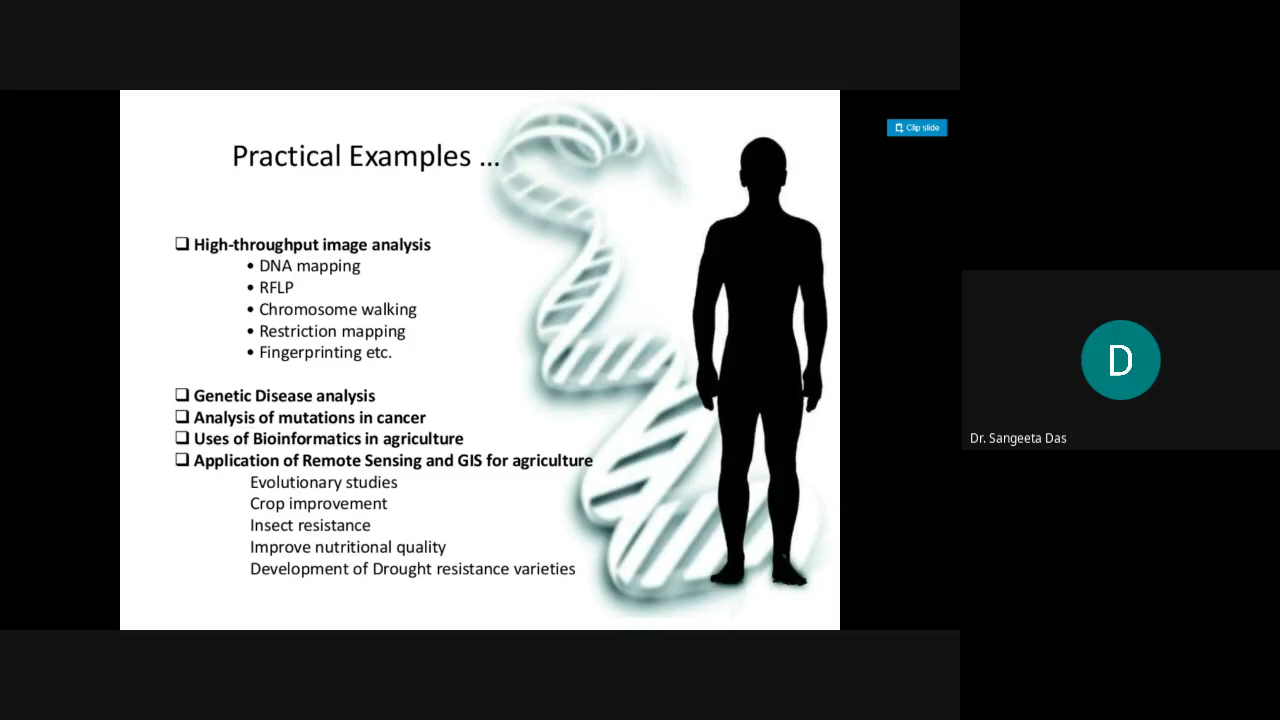 Clip slide
Practical Examples ...
❑ High-throughput image analysis
• DNA mapping
• RFLP
• Chromosome walking
• Restriction mapping
• Fingerprinting etc.
❑ Genetic Disease analysis
❑ Analysis of mutations in cancer
❑ Uses of Bioinformatics in agriculture
❑ Application of Remote Sensing and GIS for agriculture
Evolutionary studies
Crop improvement
Insect resistance
Improve nutritional quality
Development of Drought resistance varieties
D
Dr. Sangeeta Das